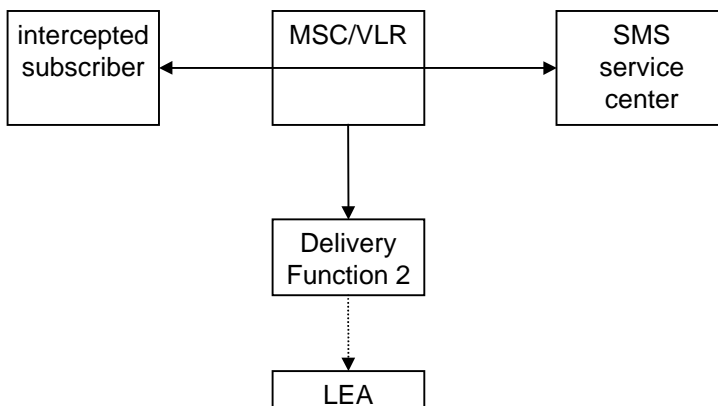 intercepted
subscriber
MSC/VLR
SMS
service
center
Delivery
Function 2
LEA